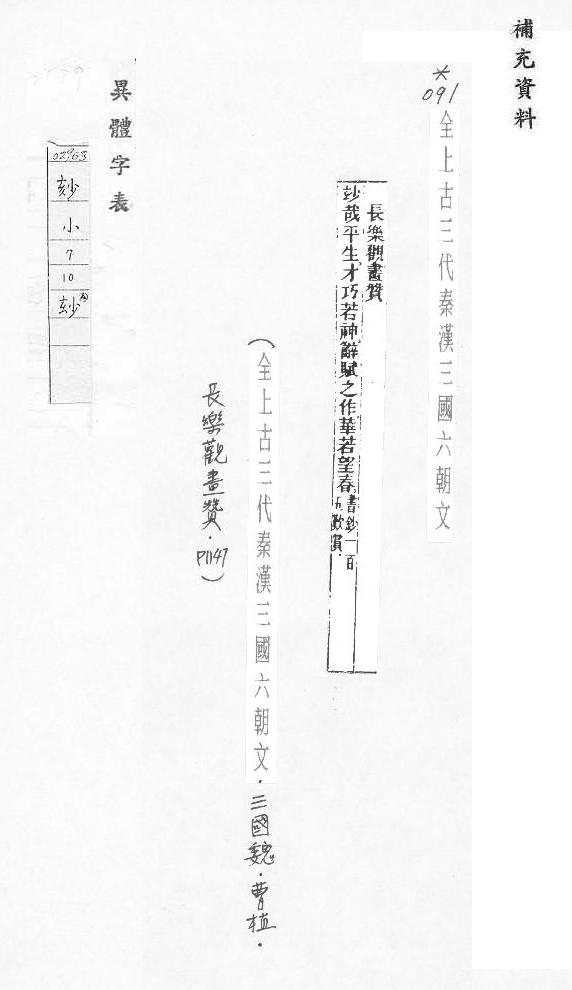 補充資料
*
091
全上古三代秦漢三國六朝文
長樂觀畫贊
玅哉平生才巧若神辭賦之作華若望春書鈔一百
五歎賞
(全上古三代秦漢三國六朝文．三國魏．曹植．
長樂觀畫贊．P1147)
異體字表
02963
玅
小
7
10
玅